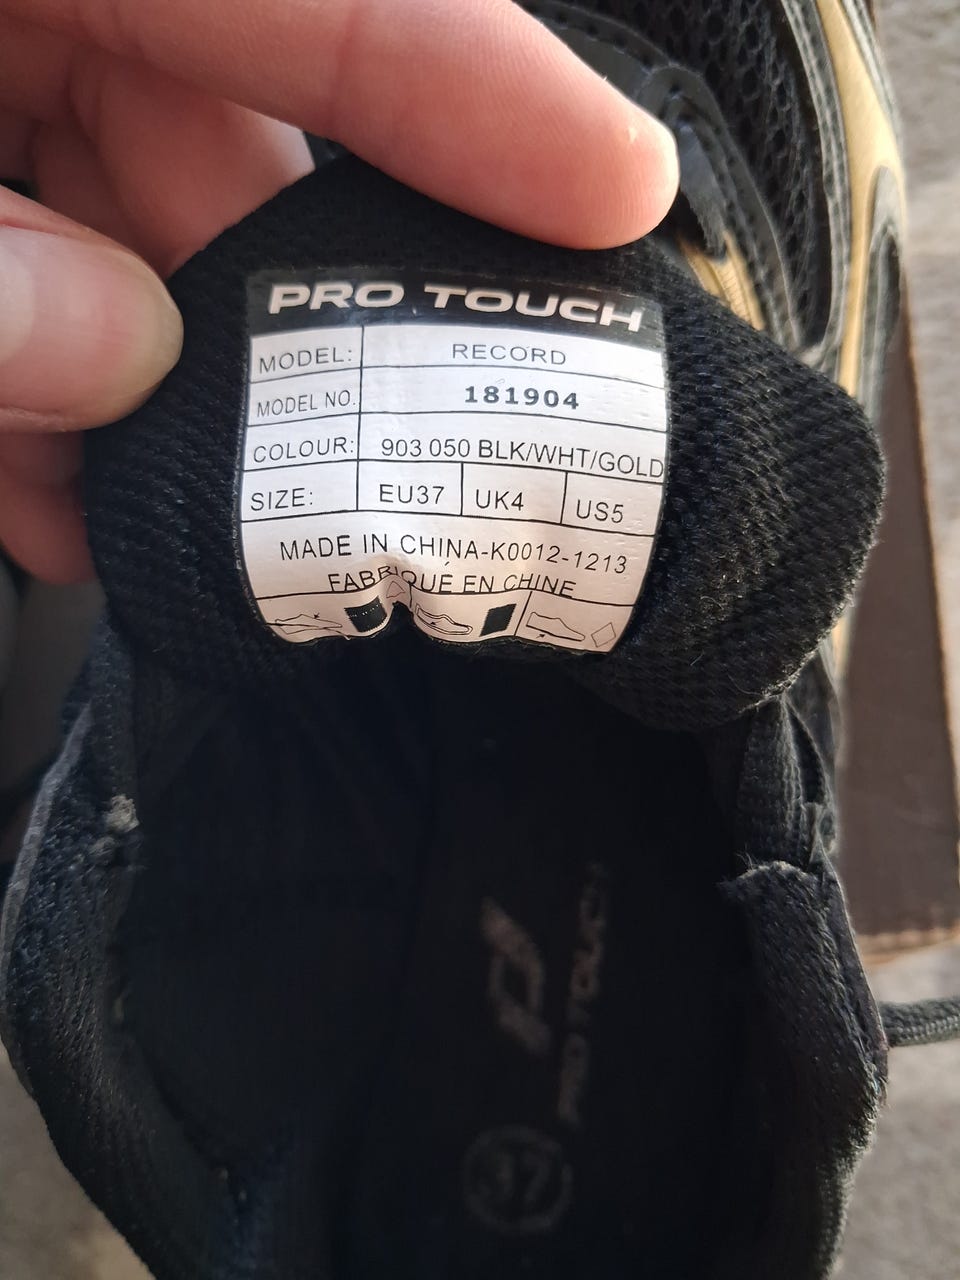 PRO TOUCH
MODEL: RECORD
MODEL NO. 181904
COLOUR: 903 050 BLK/WHT/GOLD
SIZE: EU37 UK4 US5
MADE IN CHINA-K0012-1213
FABRIQUÉ EN CHINE
PRO TOUCH
37